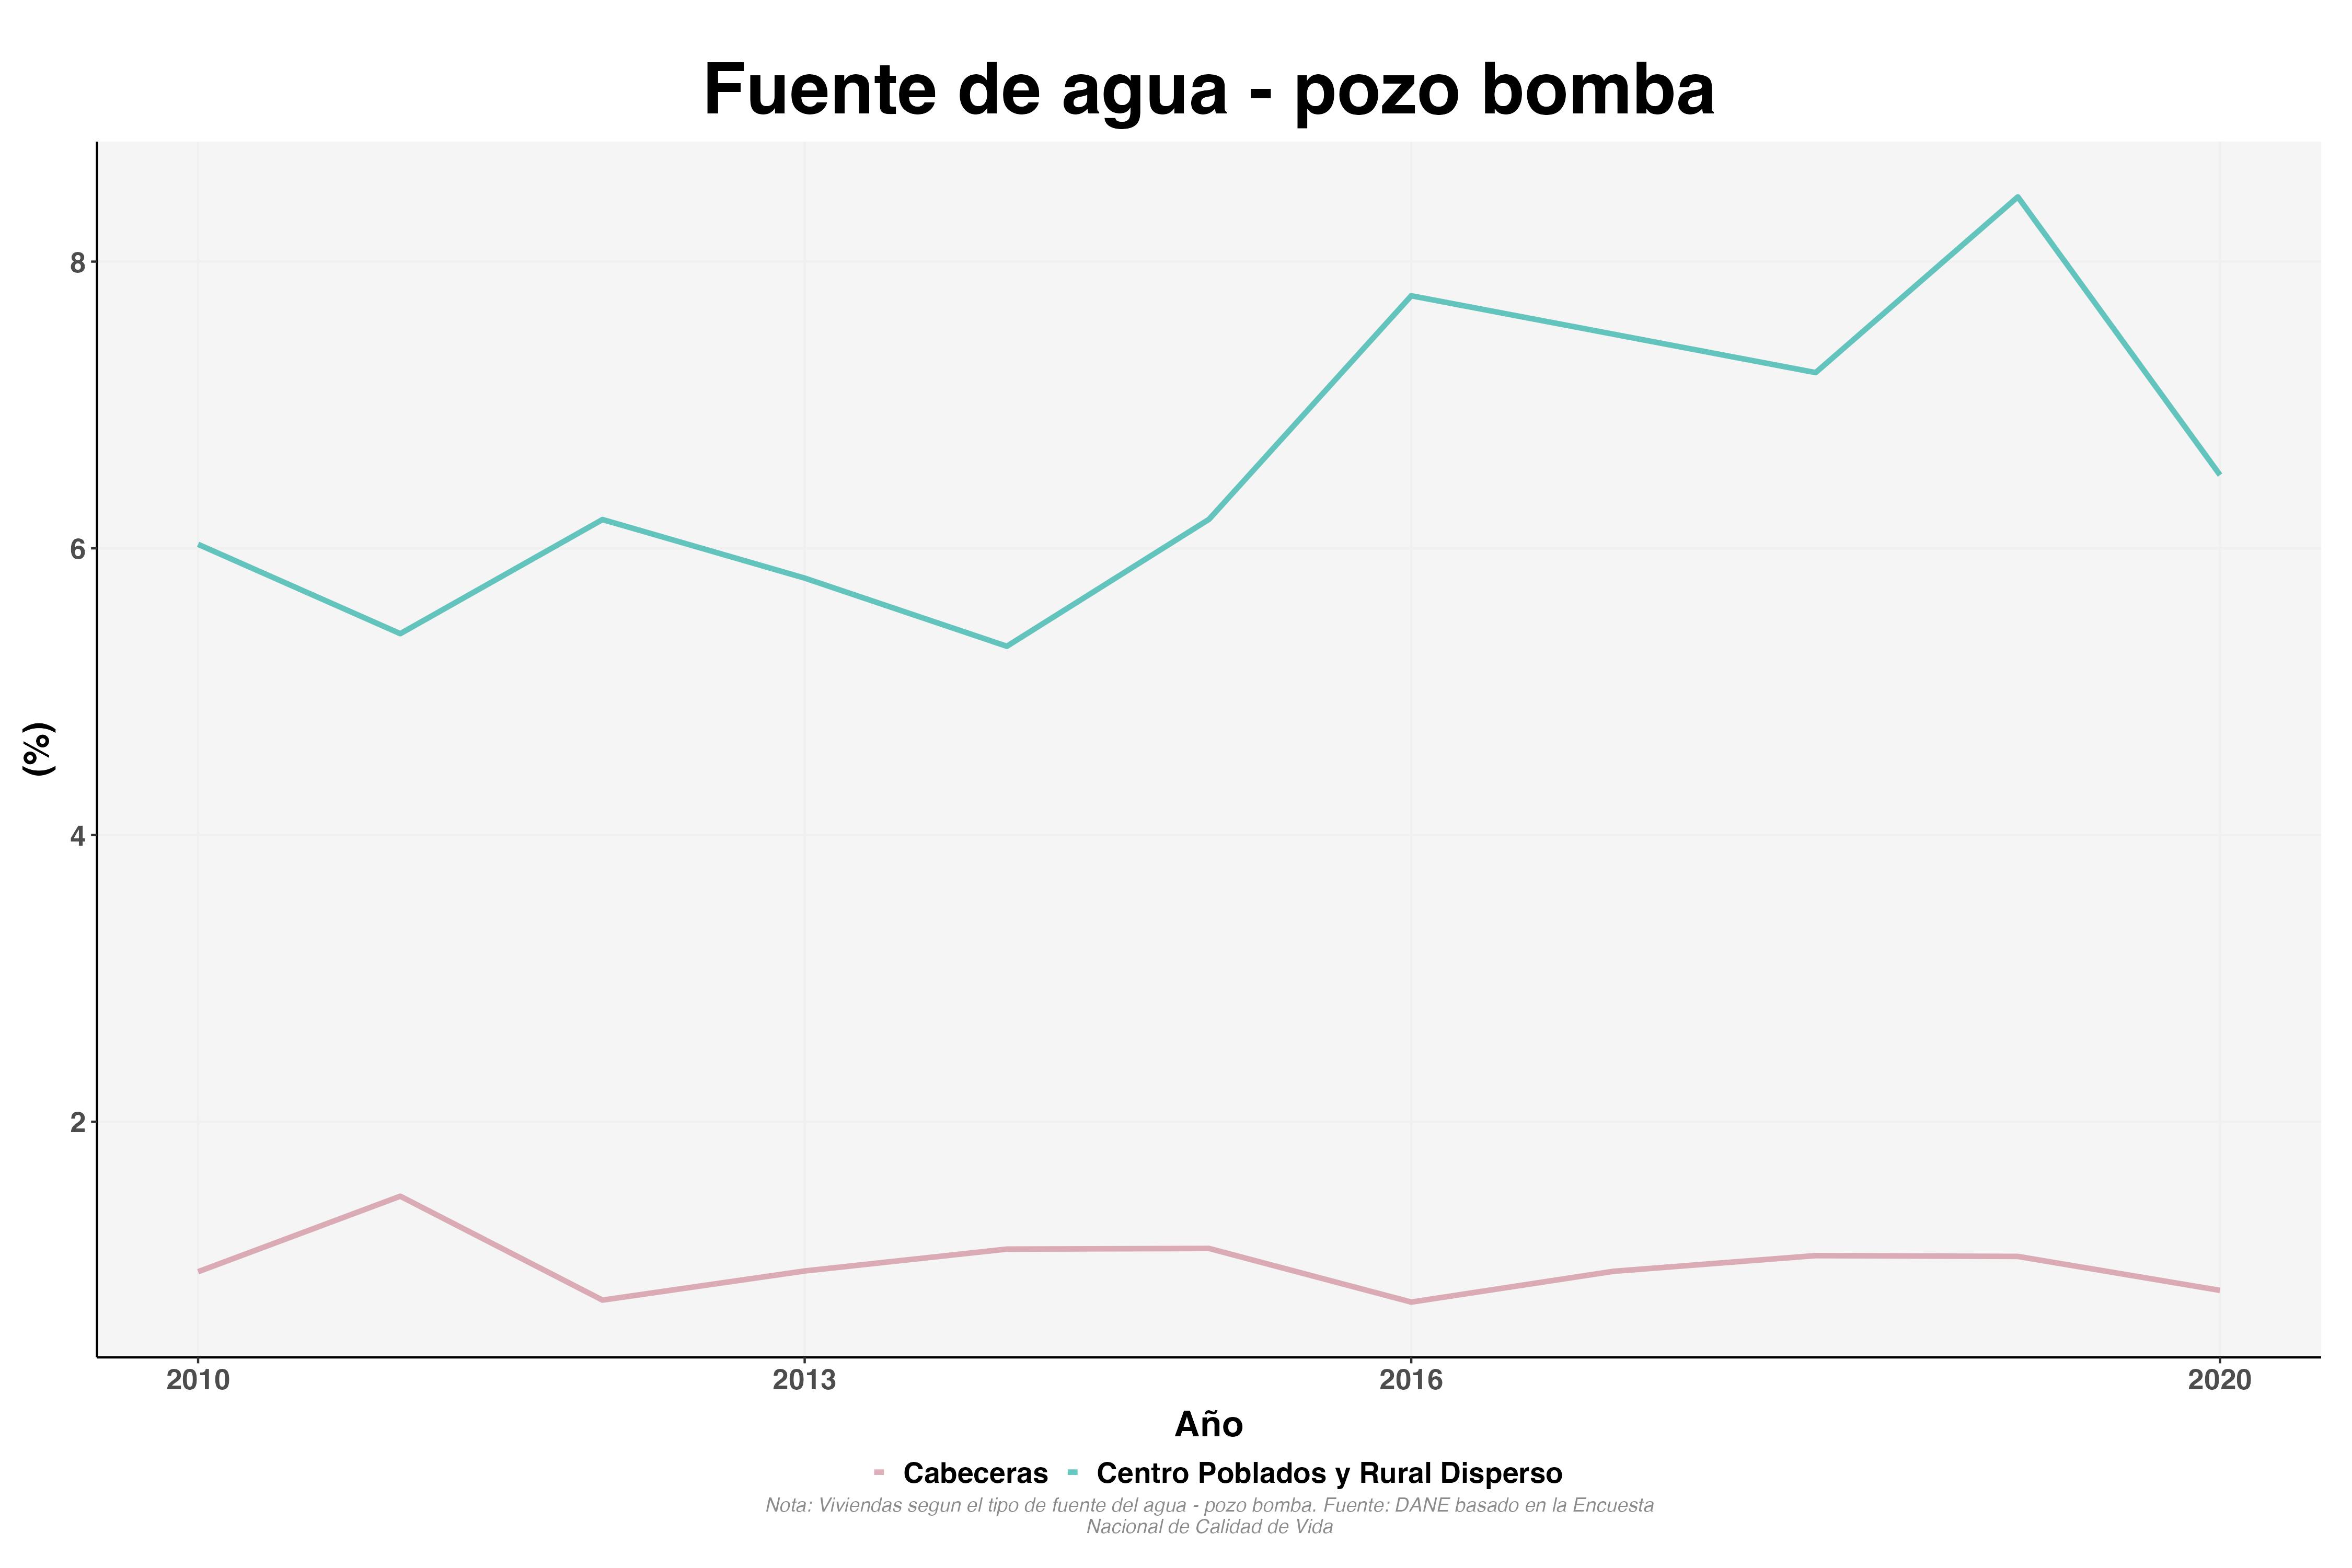 Fuente de agua - pozo bomba
(%)
8
6
4
2
2010 2013 2016 2020
Año
Cabeceras Centro Poblados y Rural Disperso
Nota: Viviendas segun el tipo de fuente del agua - pozo bomba. Fuente: DANE basado en la Encuesta
Nacional de Calidad de Vida